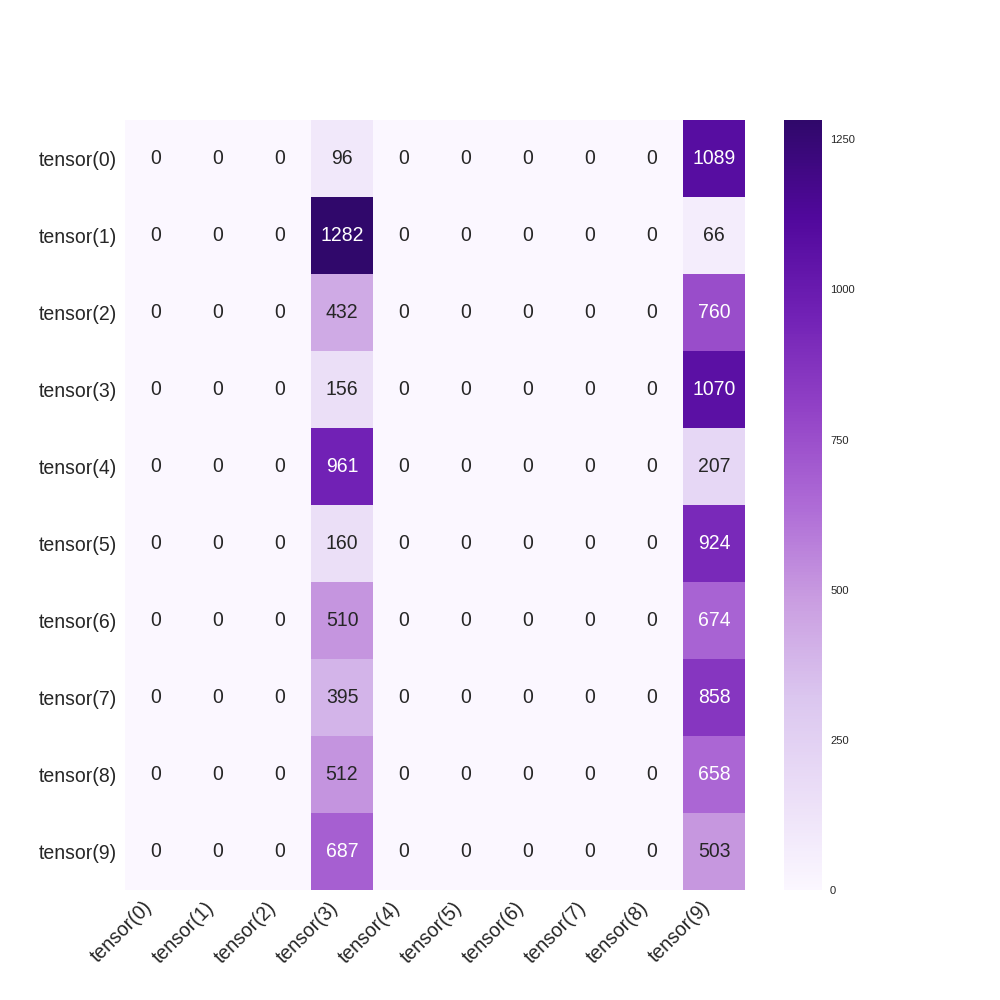 tensor(0) 0 0 0 96 0 0 0 0 0 1089
tensor(1) 0 0 0 1282 0 0 0 0 0 66
tensor(2) 0 0 0 432 0 0 0 0 0 760
tensor(3) 0 0 0 156 0 0 0 0 0 1070
tensor(4) 0 0 0 961 0 0 0 0 0 207
tensor(5) 0 0 0 160 0 0 0 0 0 924
tensor(6) 0 0 0 510 0 0 0 0 0 674
tensor(7) 0 0 0 395 0 0 0 0 0 858
tensor(8) 0 0 0 512 0 0 0 0 0 658
tensor(9) 0 0 0 687 0 0 0 0 0 503
tensor(0) tensor(1) tensor(2) tensor(3) tensor(4) tensor(5) tensor(6) tensor(7) tensor(8) tensor(9)
1250
1000
750
500
250
0